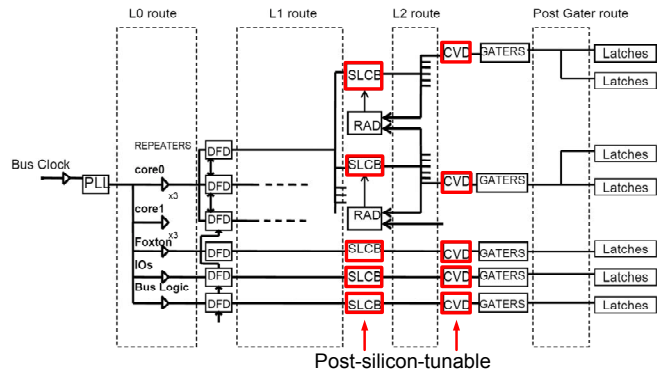 L0 route
L1 route
L2 route
Post Gater route
CVD
GATERS
Latches
SLCB
Latches
RAD
REPEATERS
DFD
Bus Clock
PLL
core0
x3
DFD
SLCB
Latches
CVD
GATERS
Latches
core1
x3
DFD
RAD
Foxton
DFD
SLCB
CVD
GATERS
Latches
IOs
DFD
SLCB
CVD
GATERS
Latches
Bus Logic
DFD
SLCB
CVD
GATERS
Latches
Post-silicon-tunable